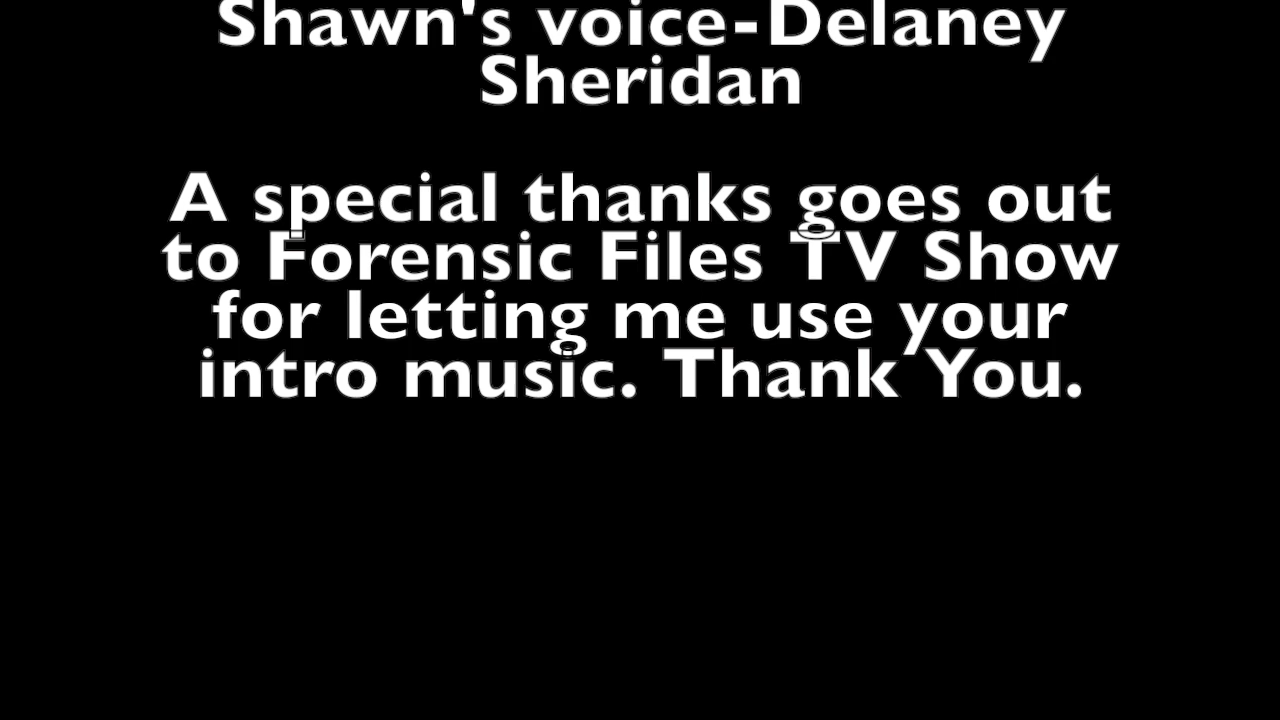 Shawn's voice-Delaney
Sheridan
A special thanks goes out
to Forensic Files TV Show
for letting me use your
intro music. Thank You.